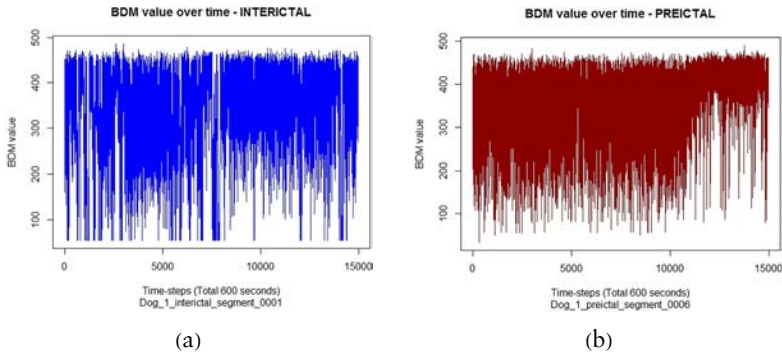 BDM value over time - INTERICTAL
BDM value
500
400
300
200
100
0
5000
10000
15000
Time-steps (Total 600 seconds)
Dog_1_interictal_segment_0001
(a)
BDM value over time - PREICTAL
BDM value
500
400
300
200
100
0
5000
10000
15000
Time-steps (Total 600 seconds)
Dog_1_preictal_segment_0006
(b)